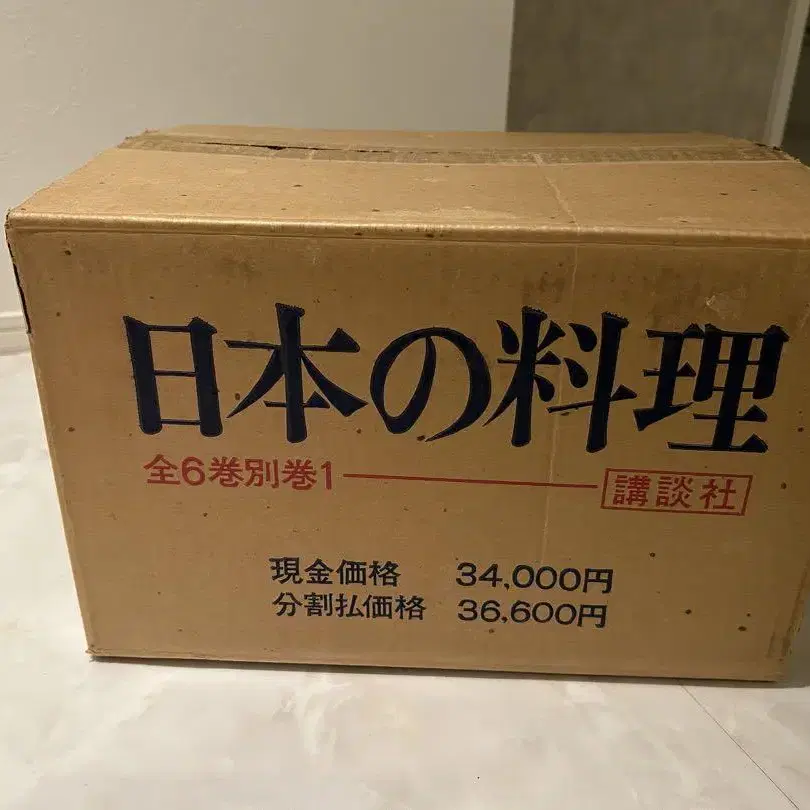 日本の料理
全6巻別巻1 講談社
現金価格 34,000円
分割払価格 36,600円